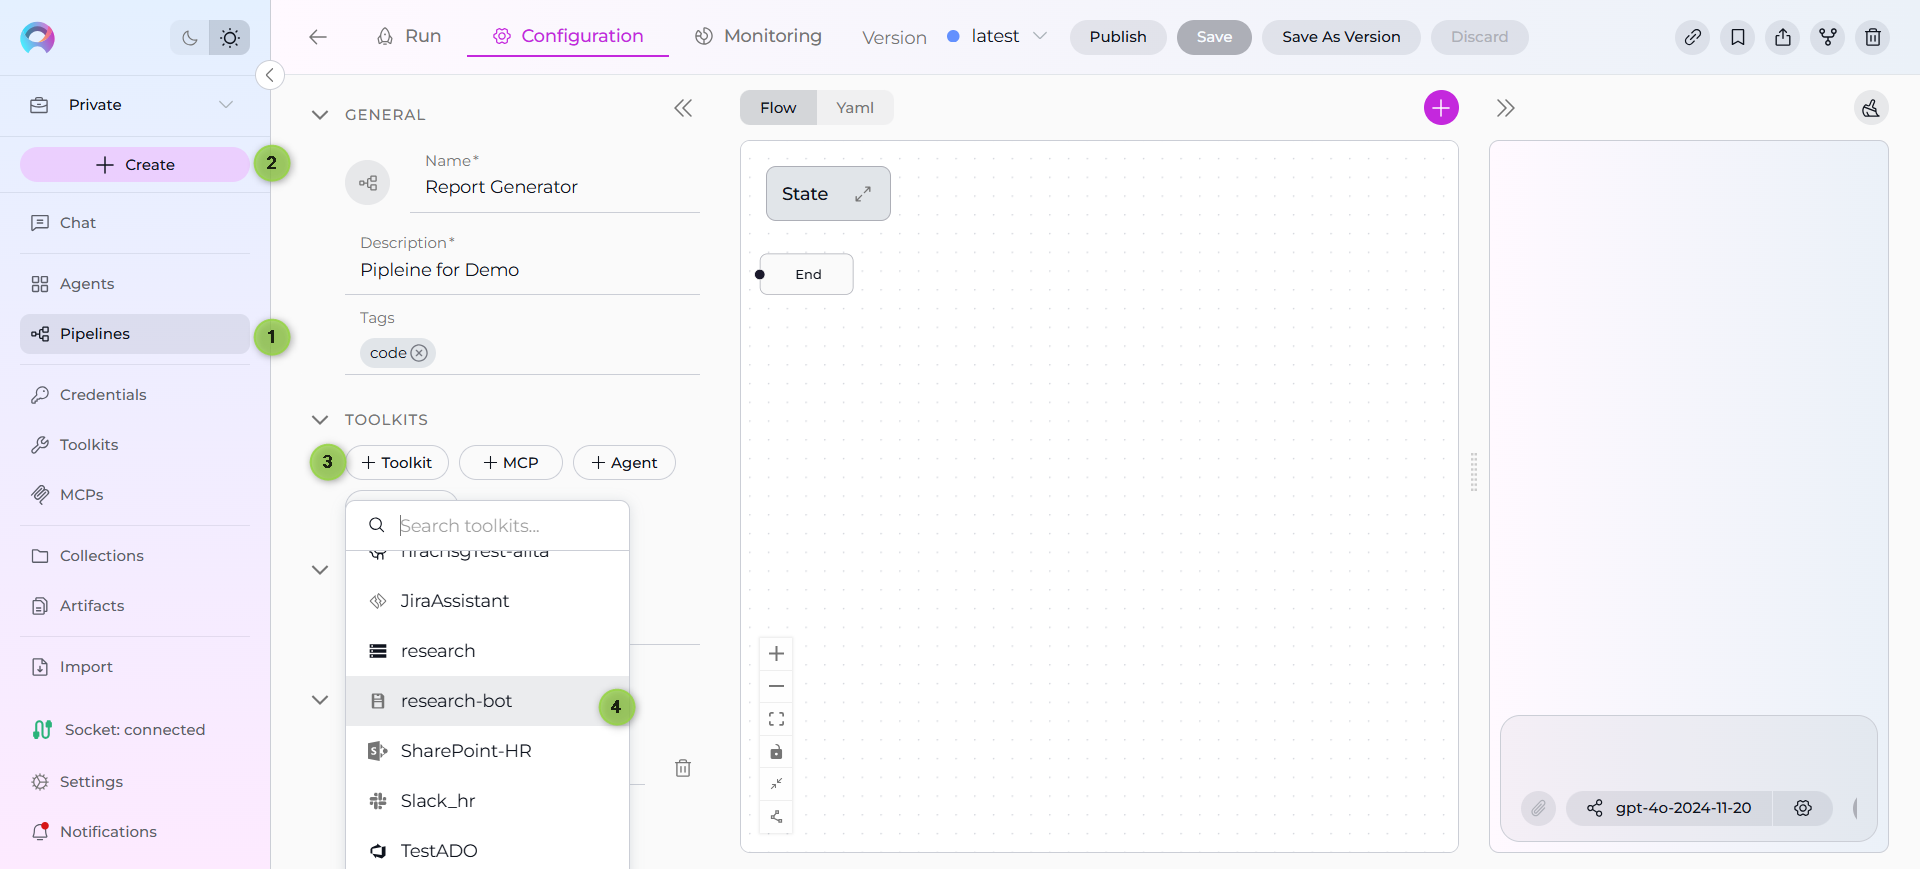 Run
Configuration
Monitoring
Version
latest
Publish
Save
Save As Version
Discard
Private
Create
2
Chat
Agents
Pipelines
1
Credentials
Toolkits
MCPs
Collections
Artifacts
Import
Socket: connected
Settings
Notifications
GENERAL
Name*
Report Generator
Description*
Pipleine for Demo
Tags
code
TOOLKITS
3
Toolkit
MCP
Agent
Search toolkits...
JiraAssistant
research
research-bot
4
SharePoint-HR
Slack_hr
TestADO
Flow
Yaml
State
End
gpt-4o-2024-11-20